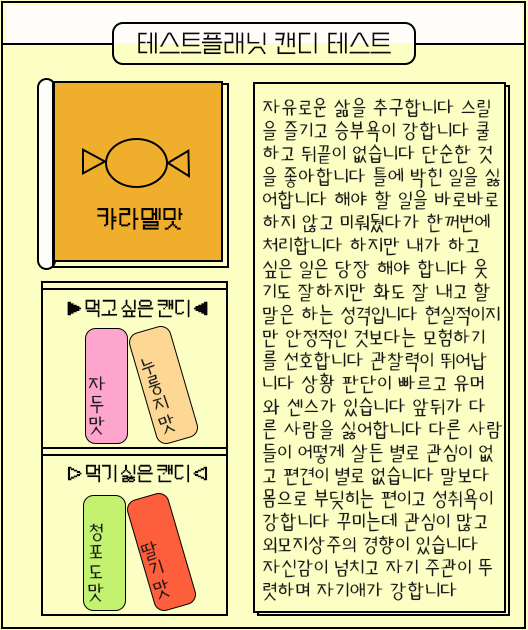 테스트플래닛 캔디 테스트
캬라멜맛
▶먹고싶은캔디◀
자두맛
누룽지맛
▷먹기싫은캔디◁
청포도맛
딸기맛
자유로운 삶을 추구합니다 스릴
을 즐기고 승부욕이 강합니다 쿨
하고 뒤끝이 없습니다 단순한 것
을 좋아합니다 틀에 박힌 일을 싫
어합니다 해야 할 일을 바로바로
하지 않고 미뤄뒀다가 한꺼번에
처리합니다 하지만 내가 하고
싶은 일은 당장 해야 합니다 웃
기도 잘하지만 화도 잘 내고 할
말은 하는 성격입니다 현실적이지
만 안정적인 것보다는 모험하기
를 선호합니다 관찰력이 뛰어납
니다 상황 판단이 빠르고 유머
와 센스가 있습니다 앞뒤가 다
른 사람을 싫어합니다 다른 사람
들이 어떻게 살든 별로 관심이 없
고 편견이 별로 없습니다 말보다
몸으로 부딪히는 편이고 성취욕이
강합니다 꾸미는데 관심이 많고
외모지상주의 경향이 있습니다
자신감이 넘치고 자기 주관이 뚜
렷하며 자기애가 강합니다